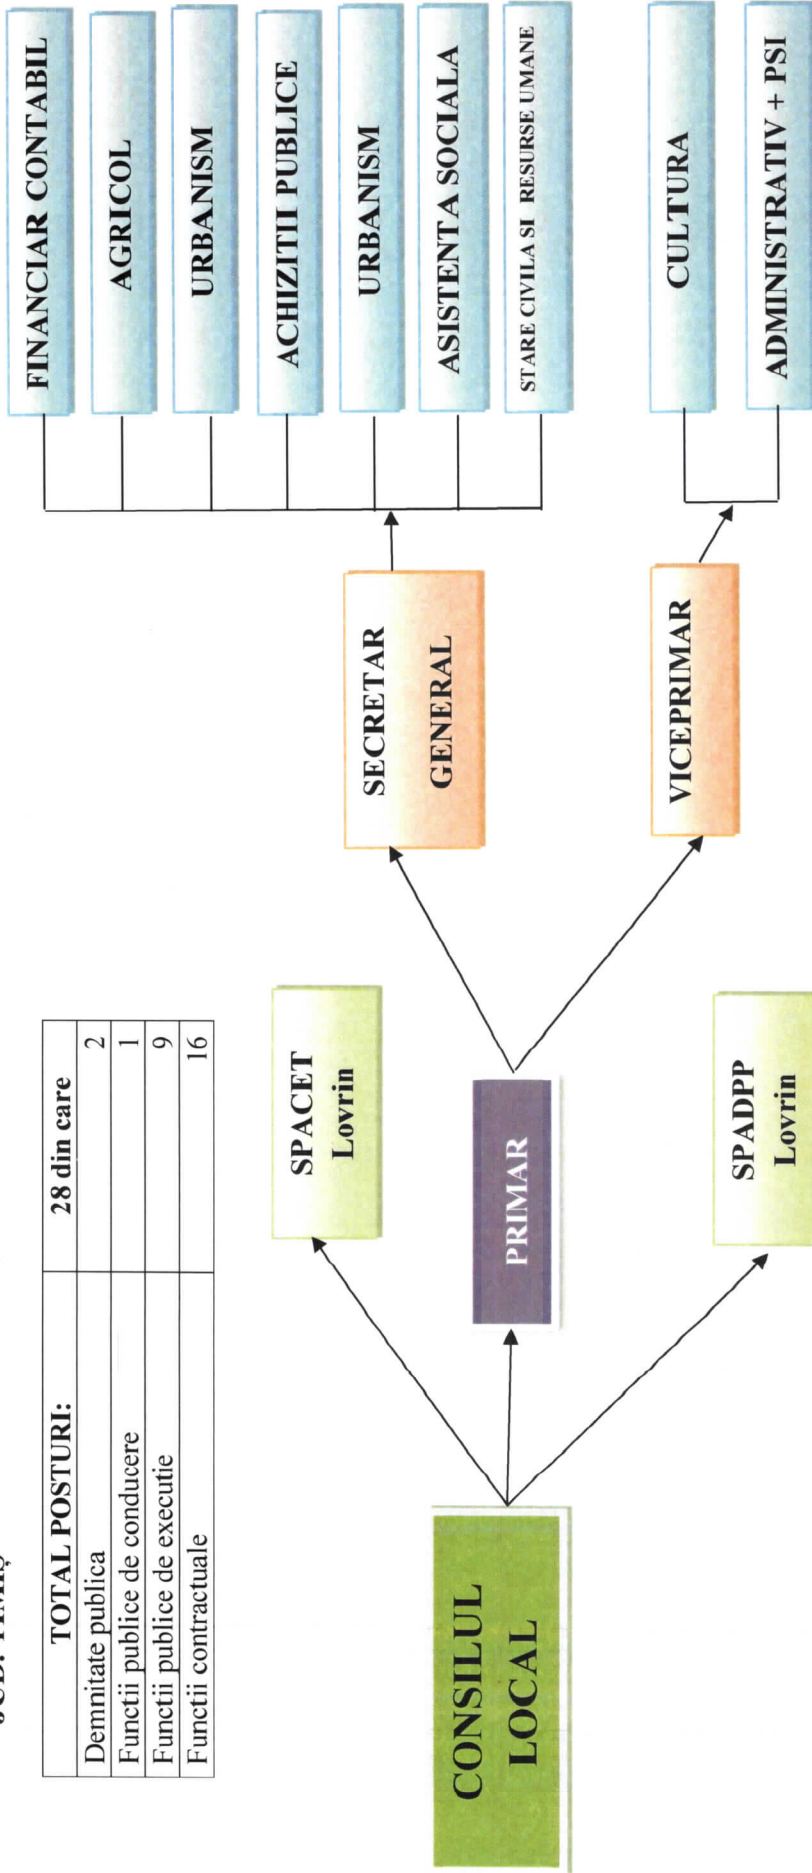 JUD. TIMIȘ
TOTAL POSTURI: 28 din care
Demnitate publica 2
Functii publice de conducere 1
Functii publice de executie 9
Functii contractuale 16
CONSILUL
LOCAL
SPACET
Lovrin
PRIMAR
SPADPP
Lovrin
SECRETAR
GENERAL
VICEPRIMAR
FINANCIAR CONTABIL
AGRICOL
URBANISM
ACHIZITII PUBLICE
URBANISM
ASISTENTA SOCIALA
STARE CIVILA SI RESURSE UMANE
CULTURA
ADMINISTRATIV + PSI